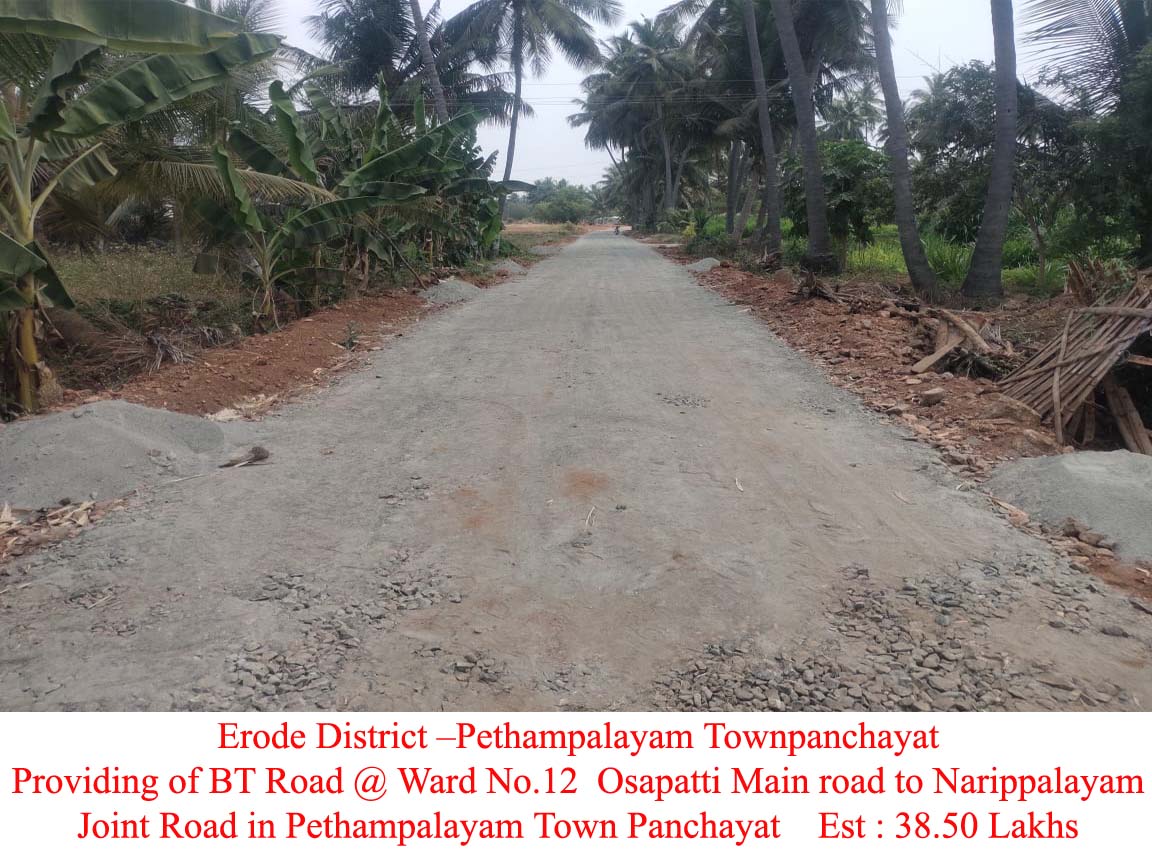 Erode District –Pethampalayam Townpanchayat
Providing of BT Road @ Ward No.12 Osapatti Main road to Narippalayam
Joint Road in Pethampalayam Town Panchayat Est : 38.50 Lakhs